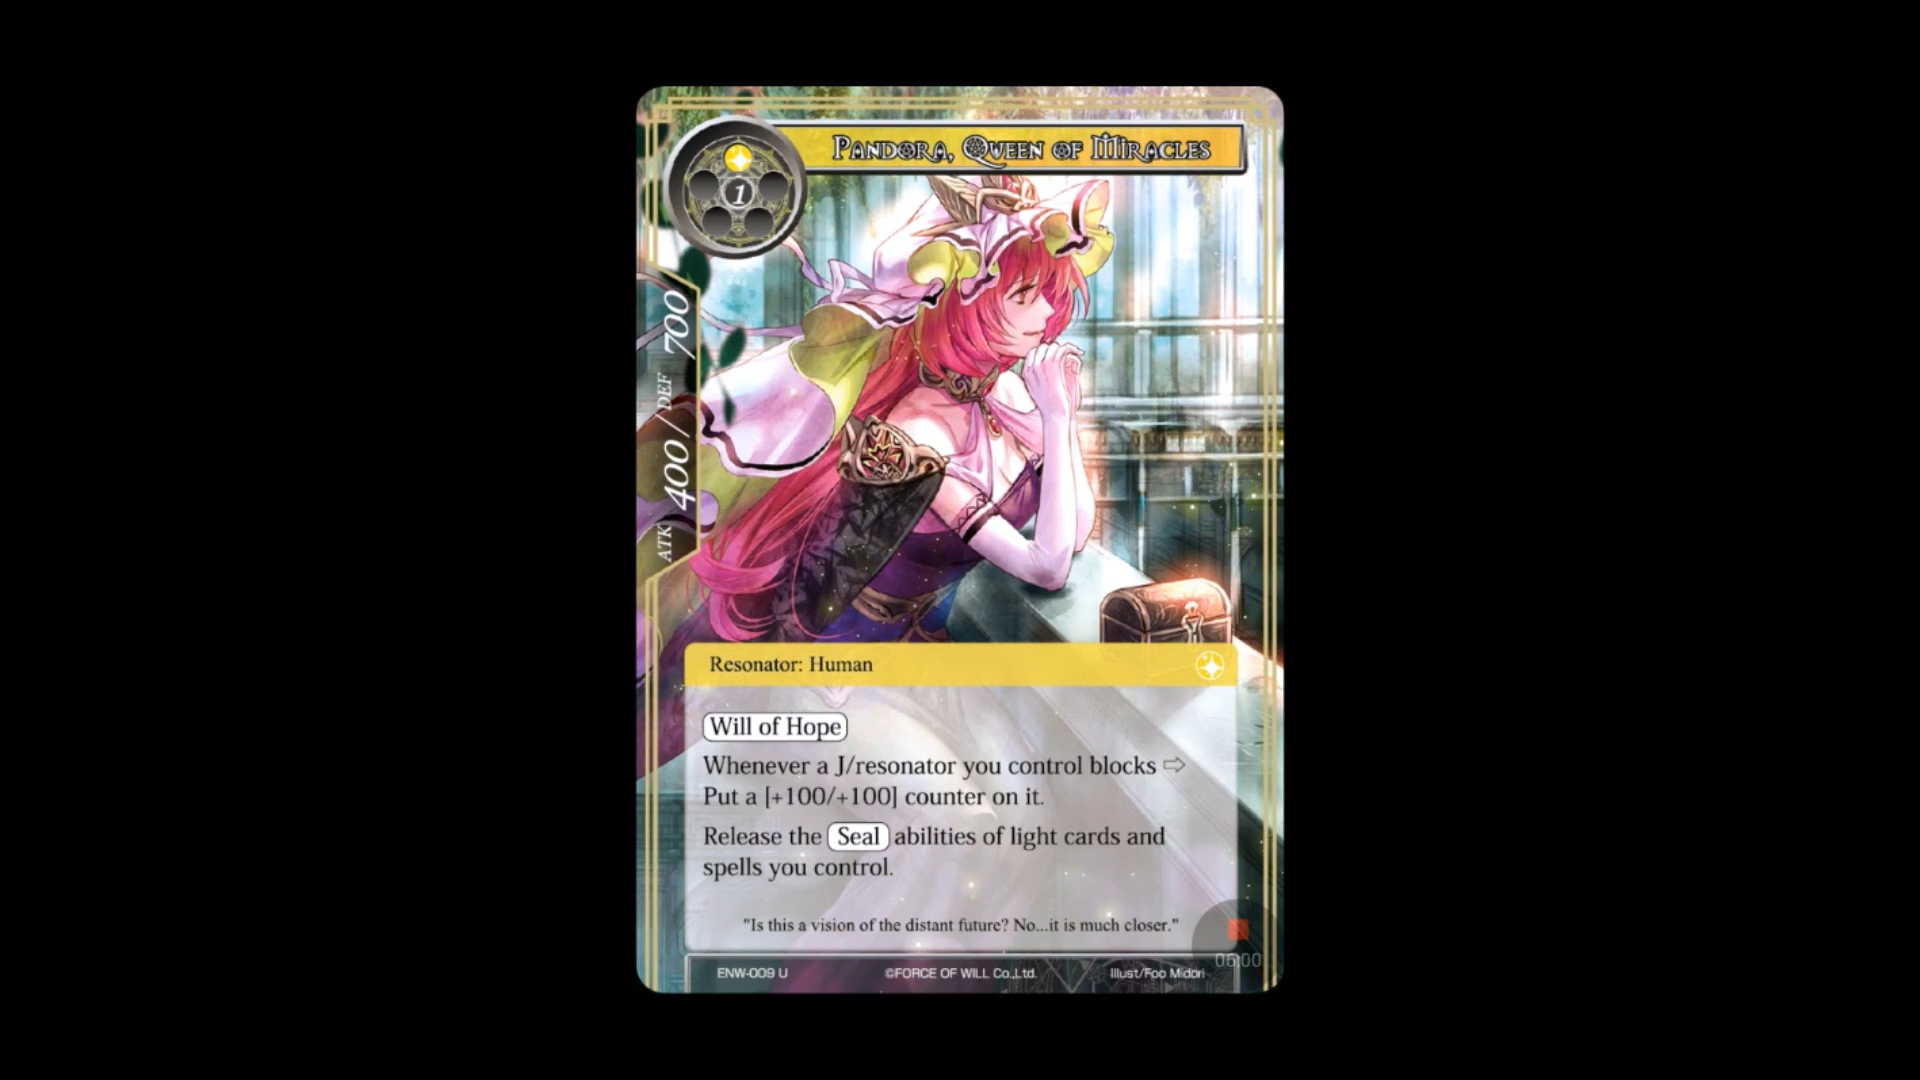 Pandora, Queen of Miracles
1
ATK 400 / DEF 700
Resonator: Human
Will of Hope
Whenever a J/resonator you control blocks ⇨
Put a [+100/+100] counter on it.
Release the Seal abilities of light cards and
spells you control.
"Is this a vision of the distant future? No...it is much closer."
06:00
ENW-009 U
©FORCE OF WILL Co.,Ltd.
Illust/Foo Midori